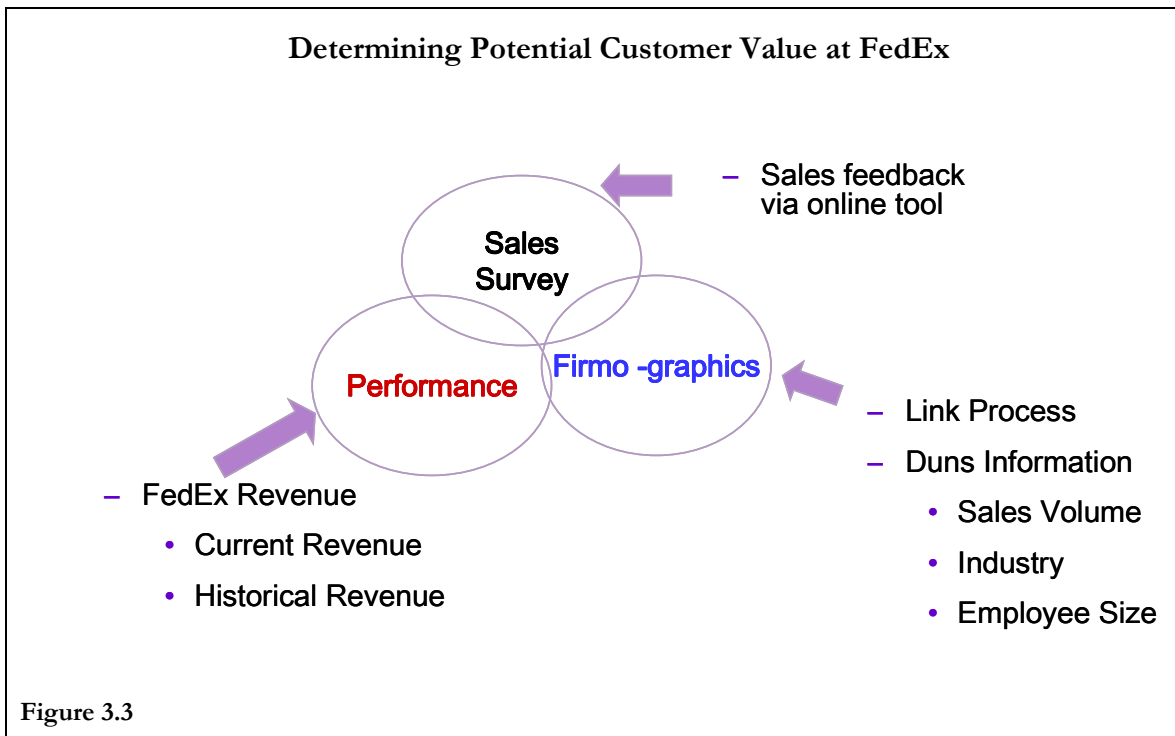 Determining Potential Customer Value at FedEx
– Sales feedback
via online tool
Sales
Survey
Firmo -graphics
Performance
– Link Process
– Duns Information
• Sales Volume
• Industry
• Employee Size
– FedEx Revenue
• Current Revenue
• Historical Revenue
Figure 3.3